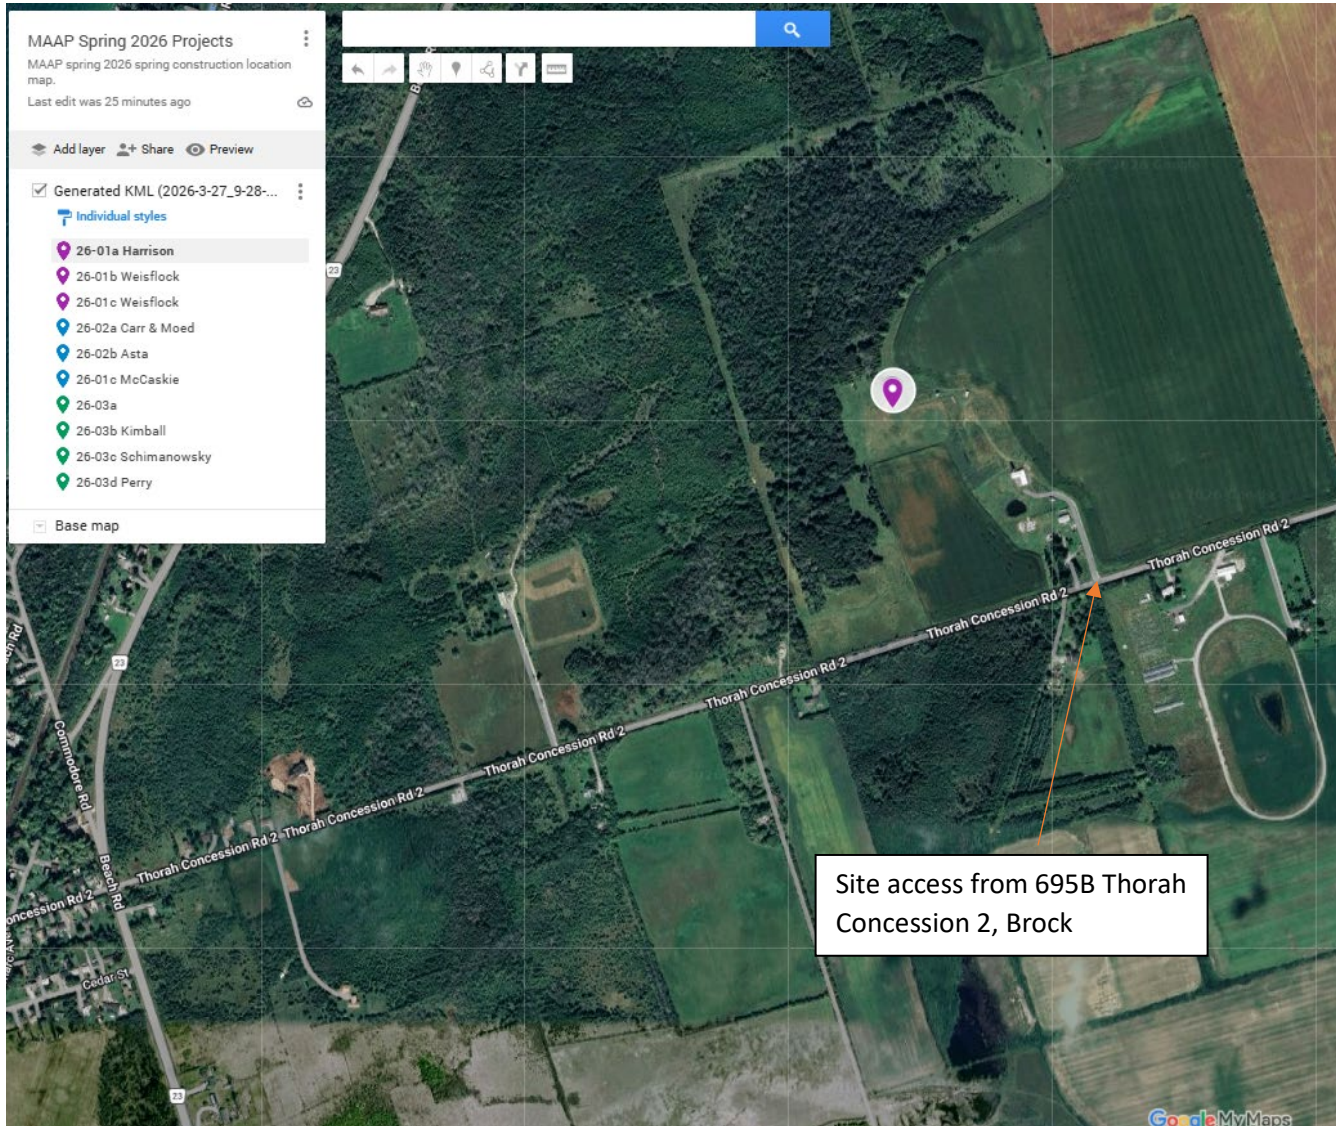 MAAP Spring 2026 Projects
MAAP spring 2026 spring construction location
map.
Last edit was 25 minutes ago
Add layer
Share
Preview
Generated KML (2026-3-27_9-28-...
Individual styles
26-01a Harrison
26-01b Weisflock
26-01c Weisflock
26-02a Carr & Moed
26-02b Asta
26-01c McCaskie
26-03a
26-03b Kimball
26-03c Schimanowsky
26-03d Perry
Base map
23
Thorah Concession Rd 2
Thorah Concession Rd 2
Thorah Concession Rd 2
Thorah Concession Rd 2
Thorah Concession Rd 2
Thorah Concession Rd 2
Rd
23
Commodore Rd
Beach Rd
oncession Rd 2
Cedar St
23
Site access from 695B Thorah
Concession 2, Brock
Google My Maps